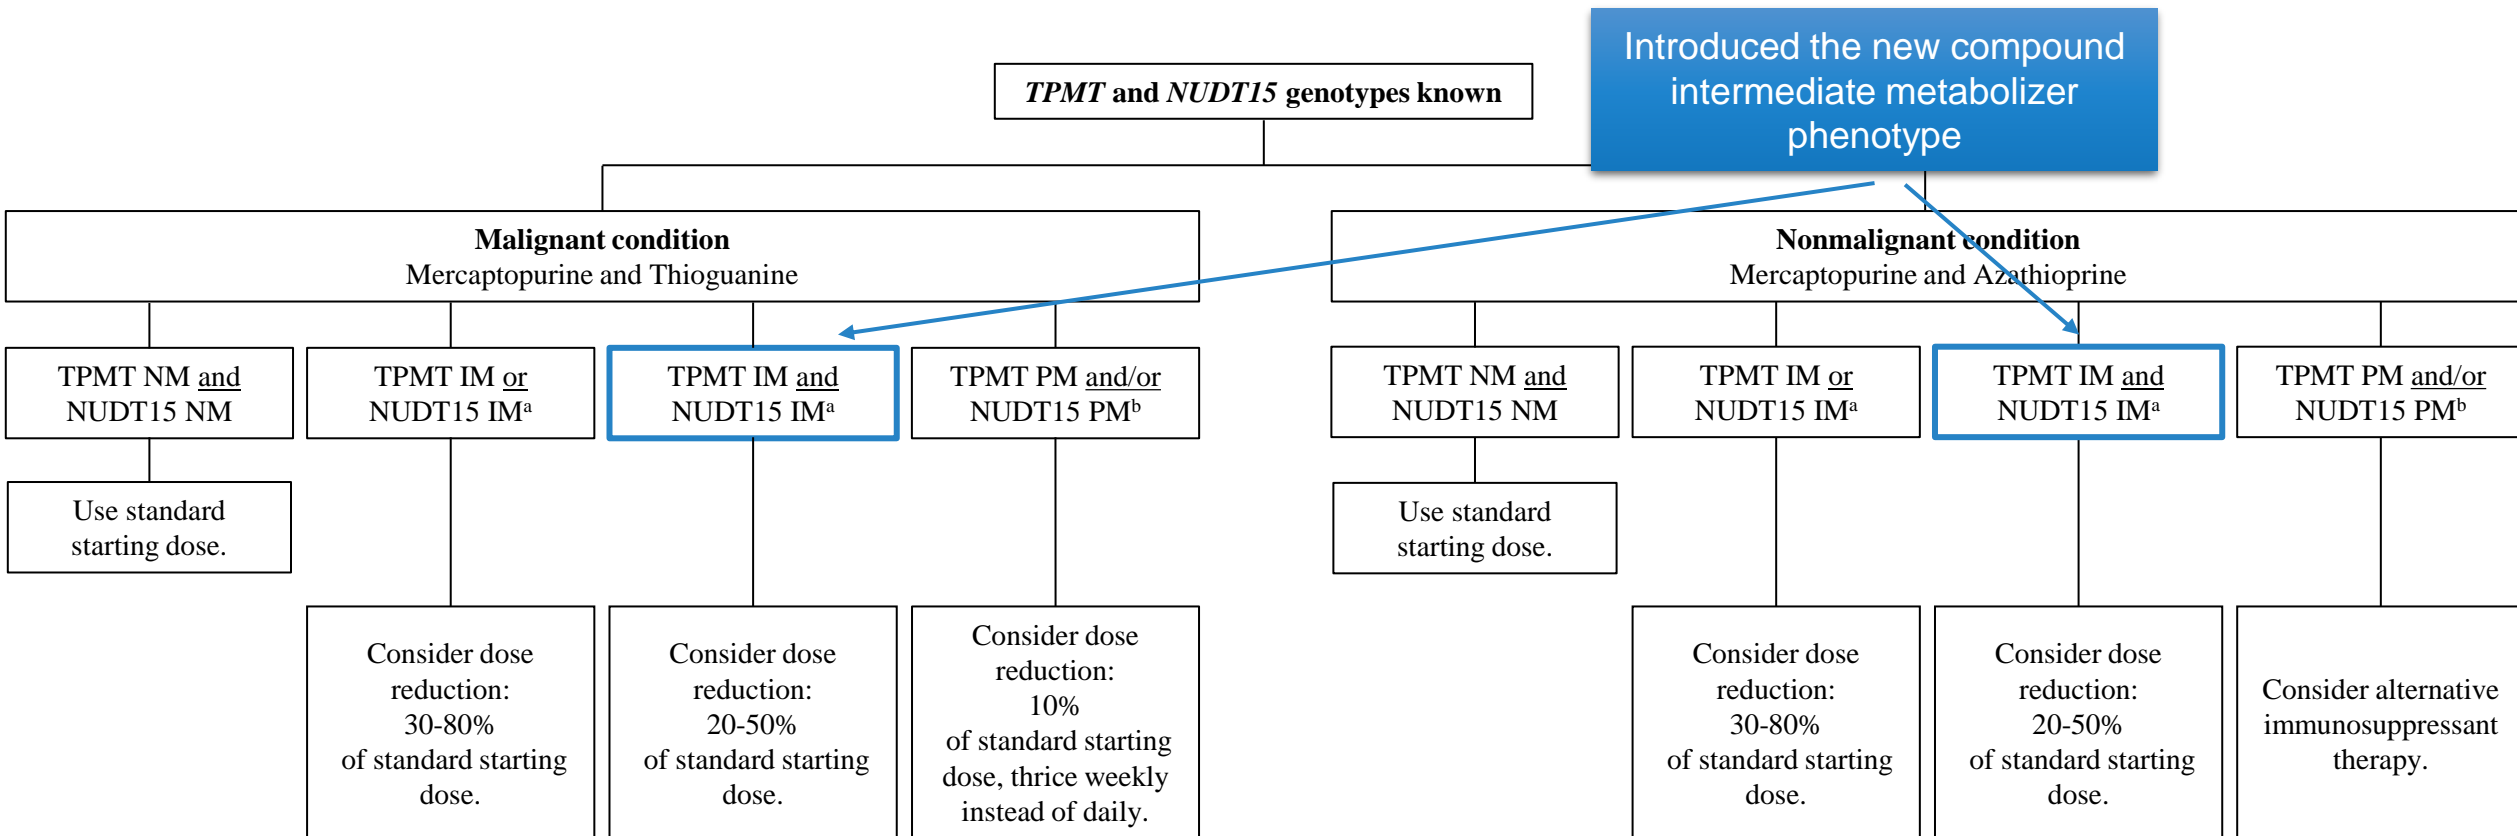 Introduced the new compound
intermediate metabolizer
phenotype
TPMT and NUDT15 genotypes known
Malignant condition
Mercaptopurine and Thioguanine
Nonmalignant condition
Mercaptopurine and Azathioprine
TPMT NM and
NUDT15 NM
TPMT IM or
NUDT15 IMᵃ
TPMT IM and
NUDT15 IMᵃ
TPMT PM and/or
NUDT15 PMᵇ
TPMT NM and
NUDT15 NM
TPMT IM or
NUDT15 IMᵃ
TPMT IM and
NUDT15 IMᵃ
TPMT PM and/or
NUDT15 PMᵇ
Use standard
starting dose.
Use standard
starting dose.
Consider dose
reduction:
30-80%
of standard starting
dose.
Consider dose
reduction:
20-50%
of standard starting
dose.
Consider dose
reduction:
10%
of standard starting
dose, thrice weekly
instead of daily.
Consider dose
reduction:
30-80%
of standard starting
dose.
Consider dose
reduction:
20-50%
of standard starting
dose.
Consider alternative
immunosuppressant
therapy.